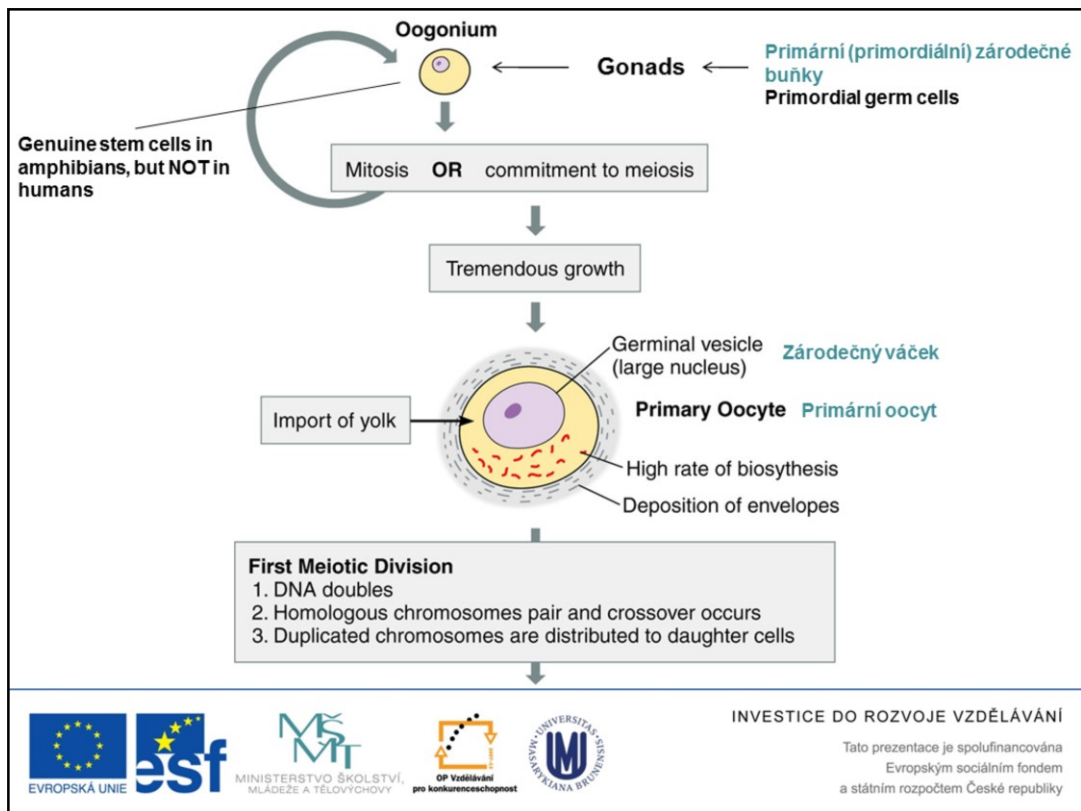 Oogonium
Gonads
Primární (primordiální) zárodečné
buňky
Primordial germ cells
Genuine stem cells in
amphibians, but NOT in
humans
Mitosis OR commitment to meiosis
Tremendous growth
Germinal vesicle
(large nucleus)
Zárodečný váček
Import of yolk
Primary Oocyte
Primární oocyt
High rate of biosythesis
Deposition of envelopes
First Meiotic Division
1. DNA doubles
2. Homologous chromosomes pair and crossover occurs
3. Duplicated chromosomes are distributed to daughter cells
EVROPSKÁ UNIE
esf
MŠMT
MINISTERSTVO ŠKOLSTVÍ,
MLÁDEŽE A TĚLOVÝCHOVY
OP Vzdělávání
pro konkurenceschopnost
UNIVERSITAS MASARYKIANA BRUNENSIS
INVESTICE DO ROZVOJE VZDĚLÁVÁNÍ
Tato prezentace je spolufinancována
Evropským sociálním fondem
a státním rozpočtem České republiky